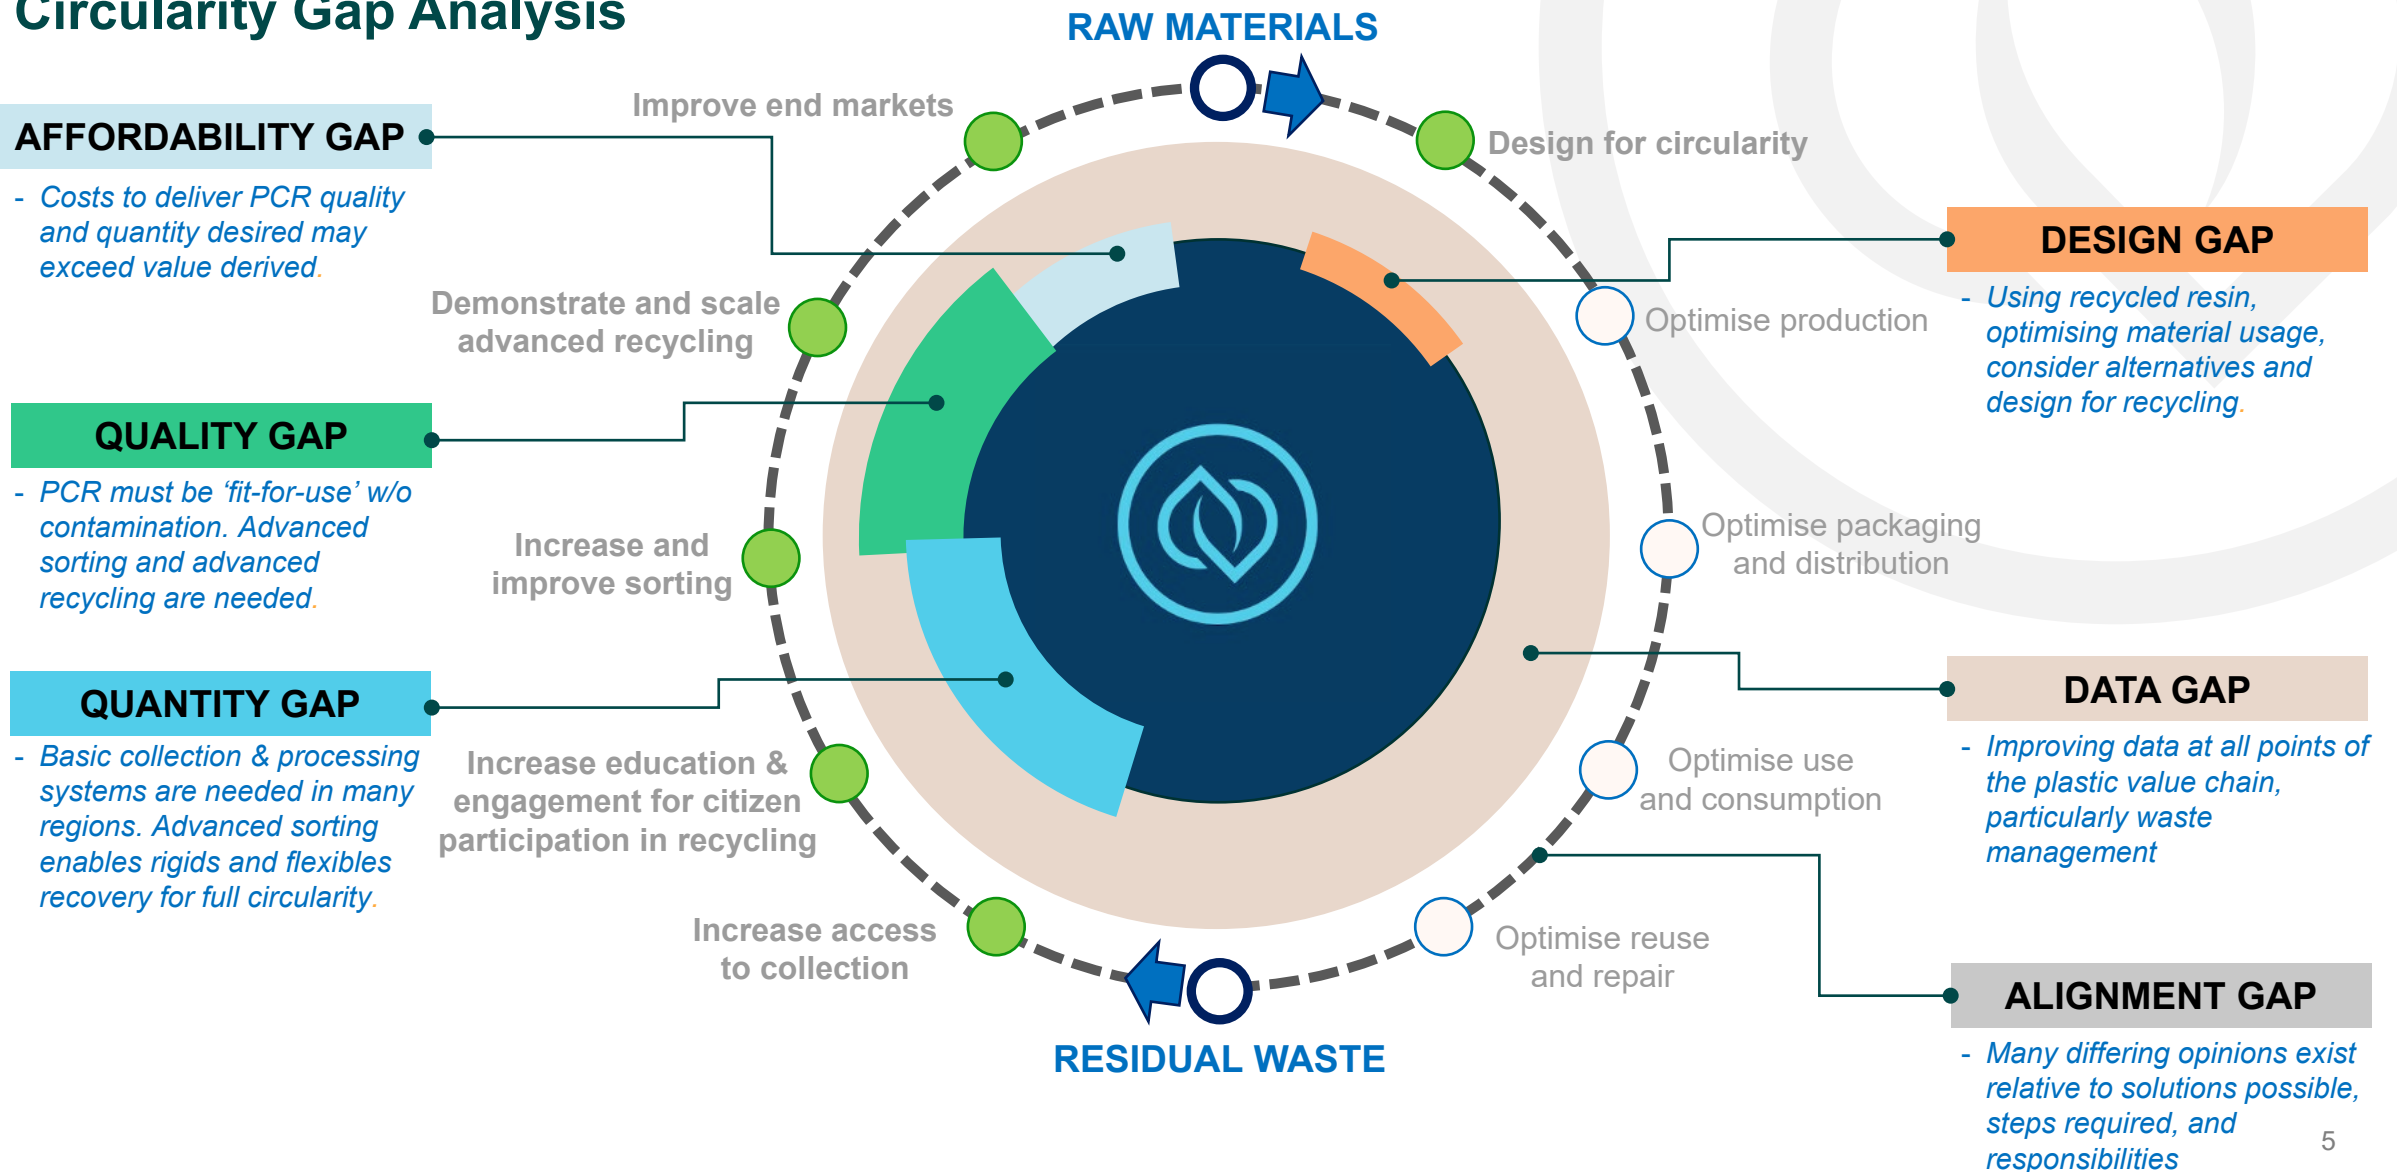 Circularity Gap Analysis
RAW MATERIALS
Improve end markets
Design for circularity
AFFORDABILITY GAP
- Costs to deliver PCR quality
and quantity desired may
exceed value derived.
Demonstrate and scale
advanced recycling
QUALITY GAP
- PCR must be ‘fit-for-use’ w/o
contamination. Advanced
sorting and advanced
recycling are needed.
Increase and
improve sorting
QUANTITY GAP
- Basic collection & processing
systems are needed in many
regions. Advanced sorting
enables rigids and flexibles
recovery for full circularity.
Increase education &
engagement for citizen
participation in recycling
Increase access
to collection
RESIDUAL WASTE
DESIGN GAP
- Using recycled resin,
optimising material usage,
consider alternatives and
design for recycling.
Optimise production
Optimise packaging
and distribution
DATA GAP
- Improving data at all points of
the plastic value chain,
particularly waste
management
Optimise use
and consumption
Optimise reuse
and repair
ALIGNMENT GAP
- Many differing opinions exist
relative to solutions possible,
steps required, and
responsibilities
5